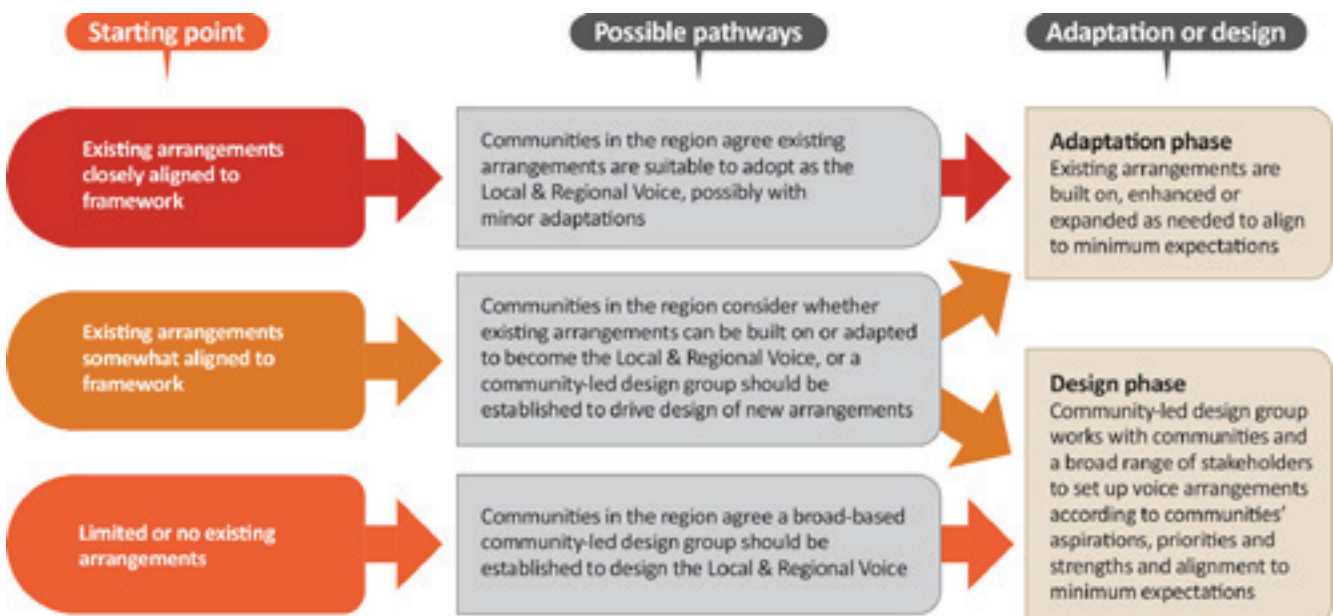 Starting point
Possible pathways
Adaptation or design
Existing arrangements
closely aligned to
framework
Communities in the region agree existing
arrangements are suitable to adopt as the
Local & Regional Voice, possibly with
minor adaptations
Adaptation phase
Existing arrangements are
built on, enhanced or
expanded as needed to align
to minimum expectations
Existing arrangements
somewhat aligned to
framework
Communities in the region consider whether
existing arrangements can be built on or adapted
to become the Local & Regional Voice, or a
community-led design group should be
established to drive design of new arrangements
Design phase
Community-led design group
works with communities and
a broad range of stakeholders
to set up voice arrangements
according to communities’
aspirations, priorities and
strengths and alignment to
minimum expectations
Limited or no existing
arrangements
Communities in the region agree a broad-based
community-led design group should be
established to design the Local & Regional Voice